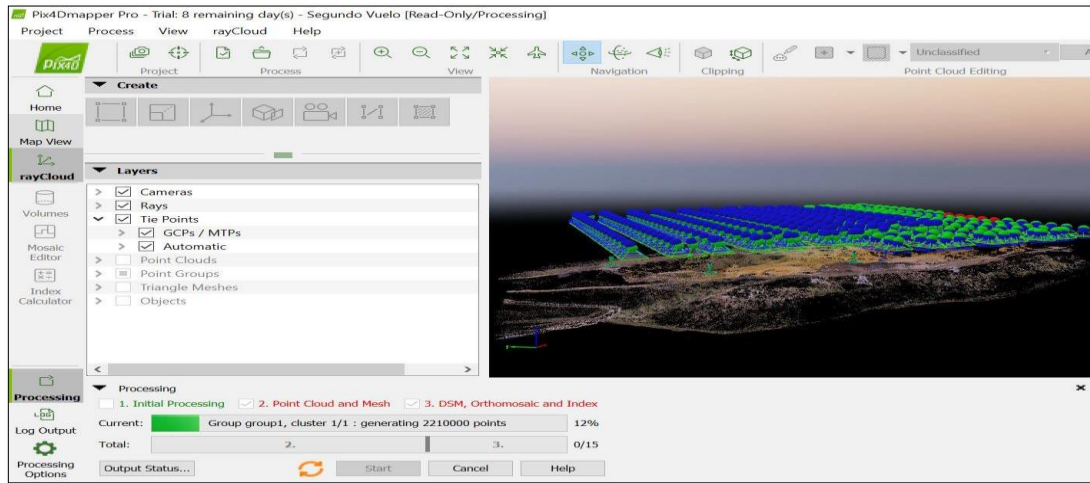 Pix4Dmapper Pro - Trial: 8 remaining day(s) - Segundo Vuelo [Read-Only/Processing]
Project Process View rayCloud Help
PIX4D
Project Process View Navigation Clipping Point Cloud Editing
Unclassified
Home
Map View
rayCloud
Volumes
Mosaic
Editor
Index
Calculator
Create
Layers
Cameras
Rays
Tie Points
GCPs / MTPs
Automatic
Point Clouds
Point Groups
Triangle Meshes
Objects
Processing
LOG
Log Output
Processing
Options
Processing
1. Initial Processing 2. Point Cloud and Mesh 3. DSM, Orthomosaic and Index
Current: Group group1, cluster 1/1 : generating 2210000 points 12%
Total: 2. 3. 0/15
Output Status... Start Cancel Help